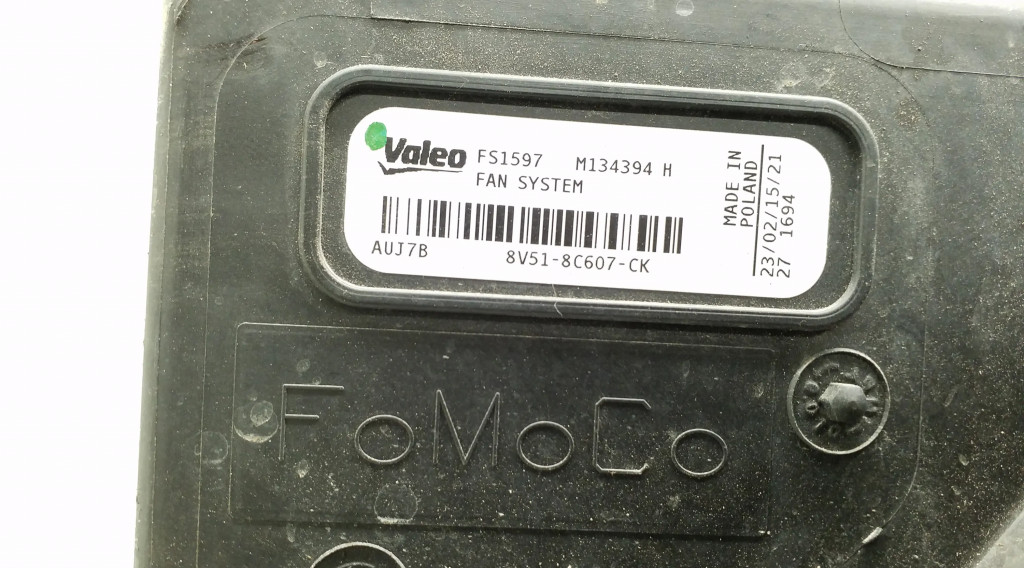 Valeo FS1597 M134394 H
FAN SYSTEM
AUJ7B 8V51-8C607-CK
MADE IN
POLAND
23/02/15/21
27 1694
FoMoCo